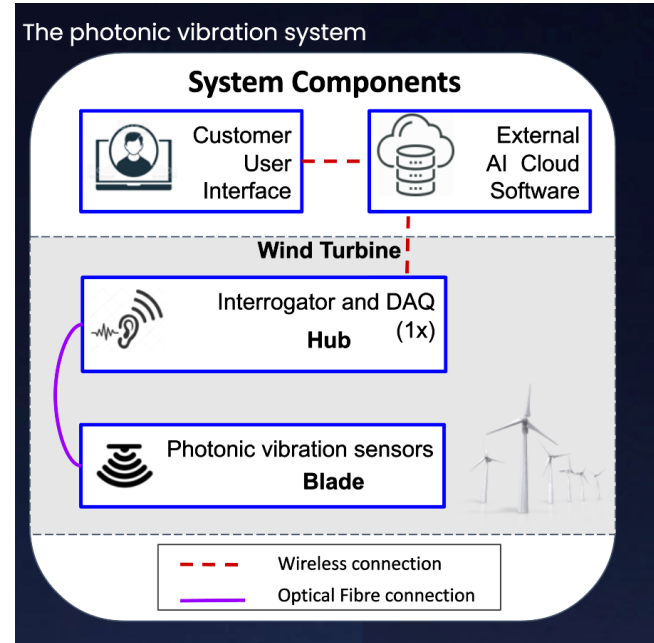 The photonic vibration system
System Components
Customer
User
Interface
External
AI Cloud
Software
Wind Turbine
Interrogator and DAQ
Hub (1x)
Photonic vibration sensors
Blade
Wireless connection
Optical Fibre connection